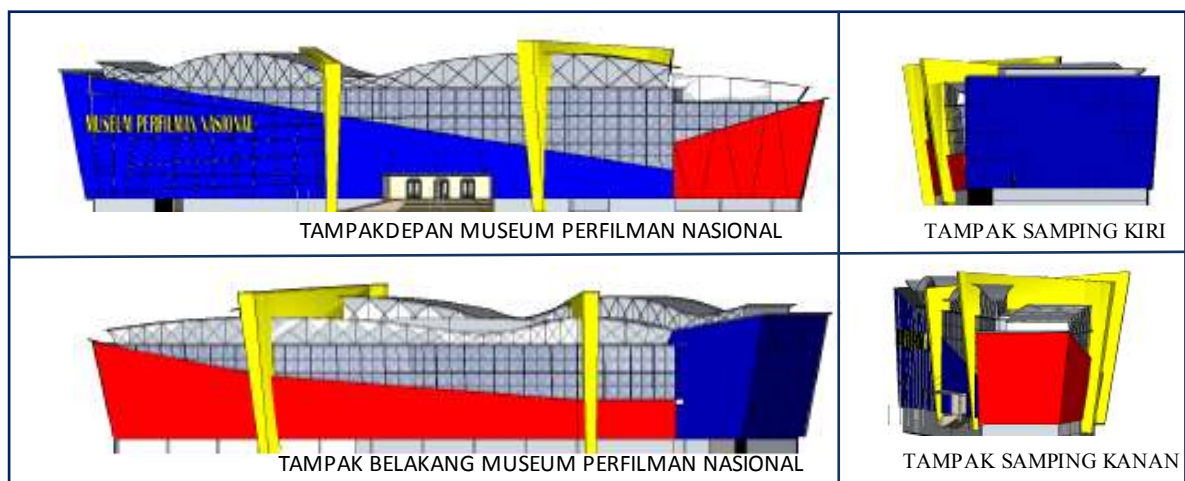 MUSEUM PERFILMAN NASIONAL
TAMPAKDEPAN MUSEUM PERFILMAN NASIONAL
TAMPAK SAMPING KIRI
TAMPAK BELAKANG MUSEUM PERFILMAN NASIONAL
TAMPAK SAMPING KANAN